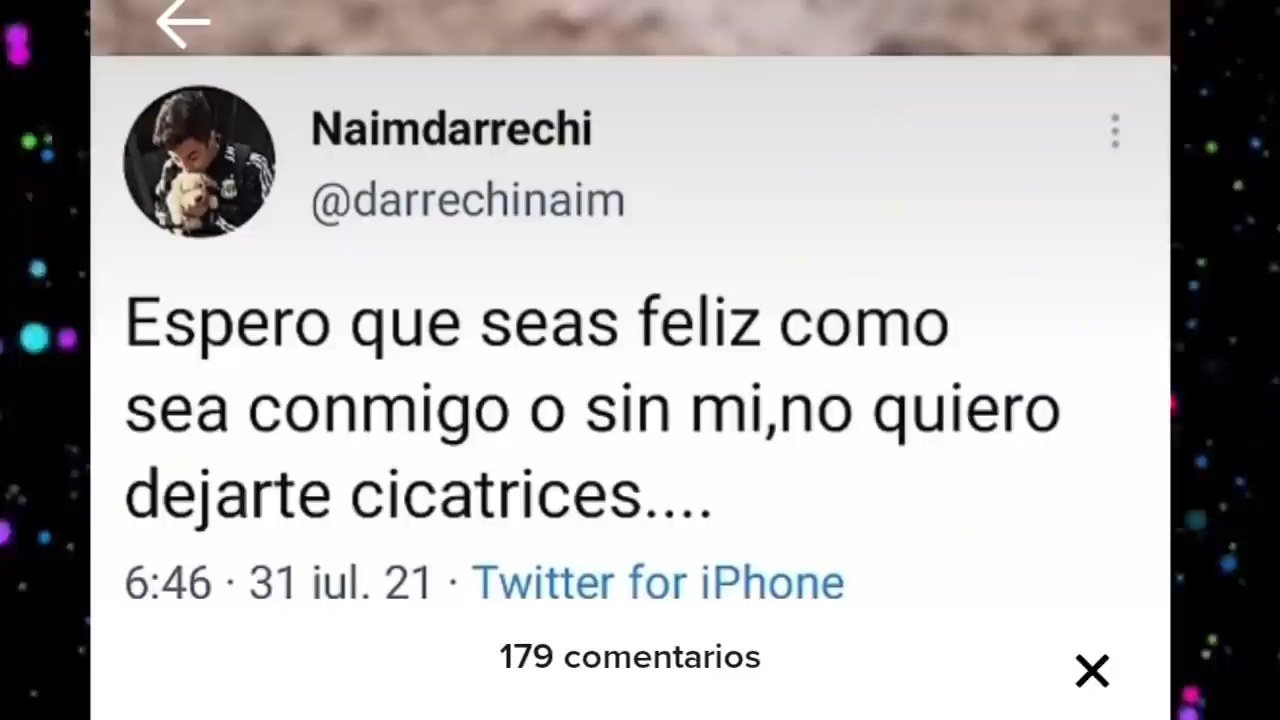 Naimdarrechi
@darrechinaim
Espero que seas feliz como
sea conmigo o sin mi,no quiero
dejarte cicatrices....
6:46 · 31 iul. 21 · Twitter for iPhone
179 comentarios